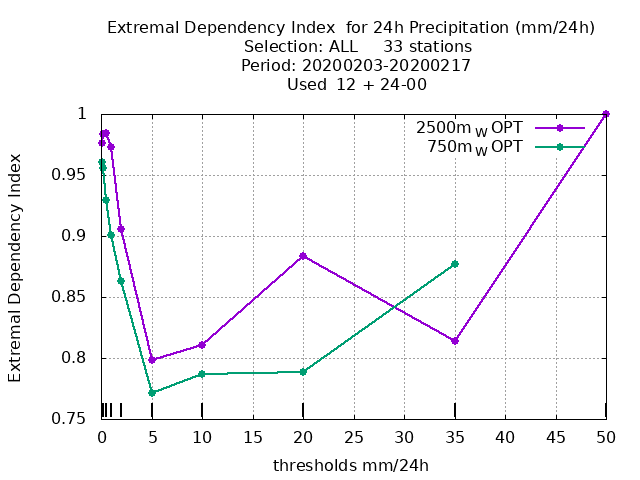 Extremal Dependency Index  for 24h Precipitation (mm/24h)
Selection: ALL     33 stations
Period: 20200203-20200217
Used  12 + 24-00
2500m W OPT
750m W OPT
Extremal Dependency Index
1
0.95
0.9
0.85
0.8
0.75
0 5 10 15 20 25 30 35 40 45 50
thresholds mm/24h